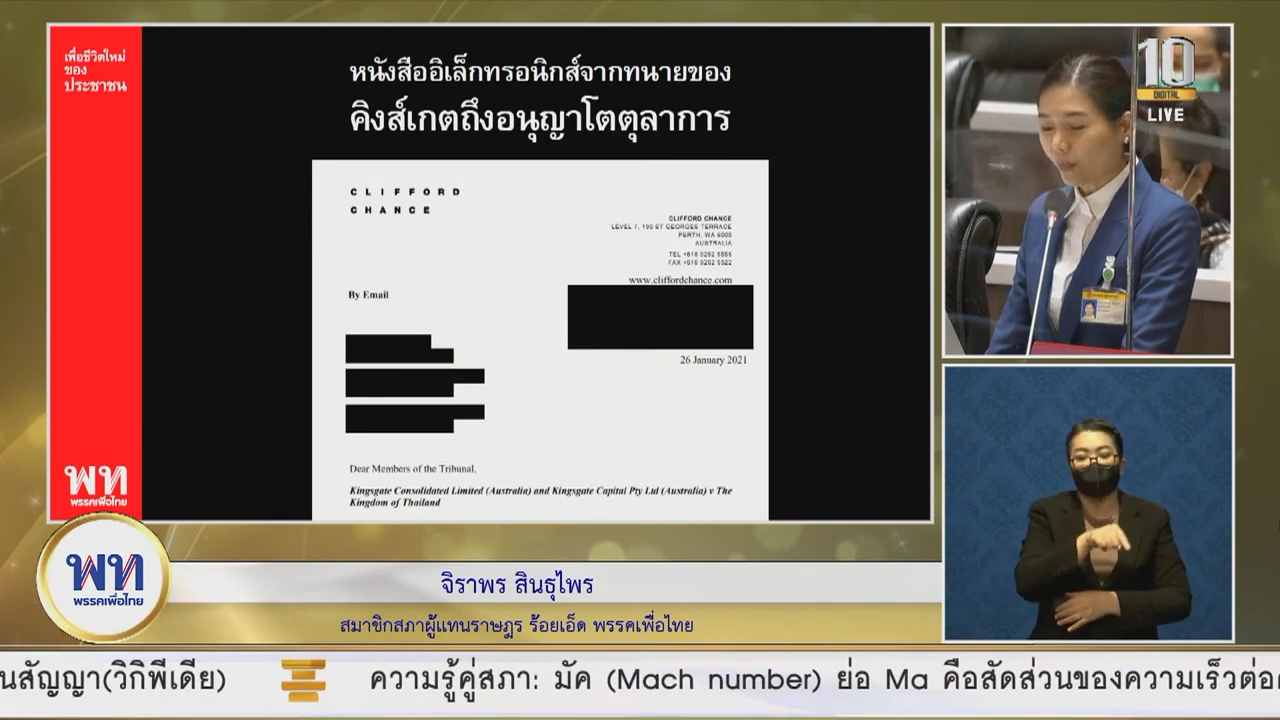 เพื่อชีวิตใหม่
ของ
ประชาชน
หนังสืออิเล็กทรอนิกส์จากทนายของ
คิงส์เกตถึงอนุญาโตตุลาการ
CLIFFORD
CHANCE
CLIFFORD CHANCE
LEVEL 7, 190 ST GEORGES TERRACE
PERTH, WA 6000
AUSTRALIA
TEL +618 9262 5555
FAX +618 9262 5522
www.cliffordchance.com
By Email
26 January 2021
Dear Members of the Tribunal,
Kingsgate Consolidated Limited (Australia) and Kingsgate Capital Pty Ltd (Australia) v The
Kingdom of Thailand
พท
พรรคเพื่อไทย
10
DIGITAL
LIVE
พท
พรรคเพื่อไทย
จิราพร สินธุไพร
สมาชิกสภาผู้แทนราษฎร ร้อยเอ็ด พรรคเพื่อไทย
นสัญญา(วิกิพีเดีย) ความรู้คู่สภา: มัค (Mach number) ย่อ Ma คือสัดส่วนของความเร็วต่อ